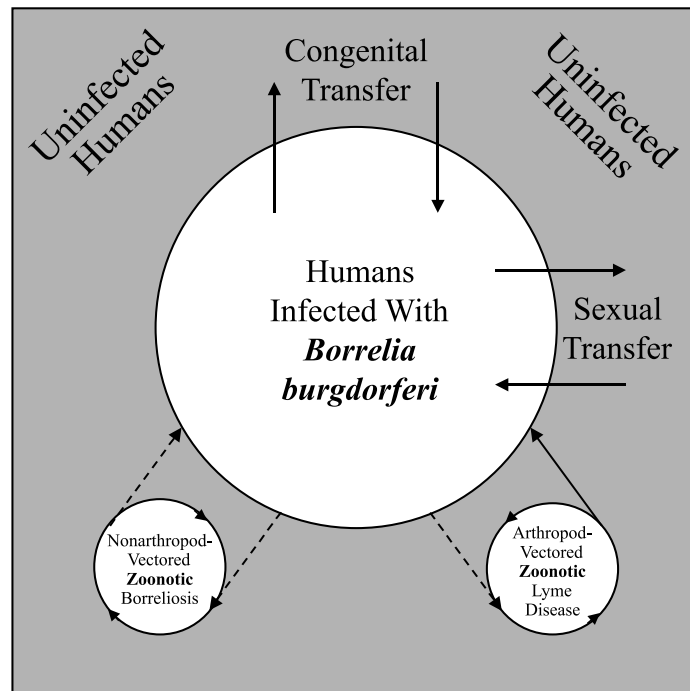 Congenital
Transfer
Uninfected
Humans
Uninfected
Humans
Humans
Infected With
Borrelia
burgdorferi
Sexual
Transfer
Nonarthropod-
Vectored
Zoonotic
Borreliosis
Arthropod-
Vectored
Zoonotic
Lyme
Disease